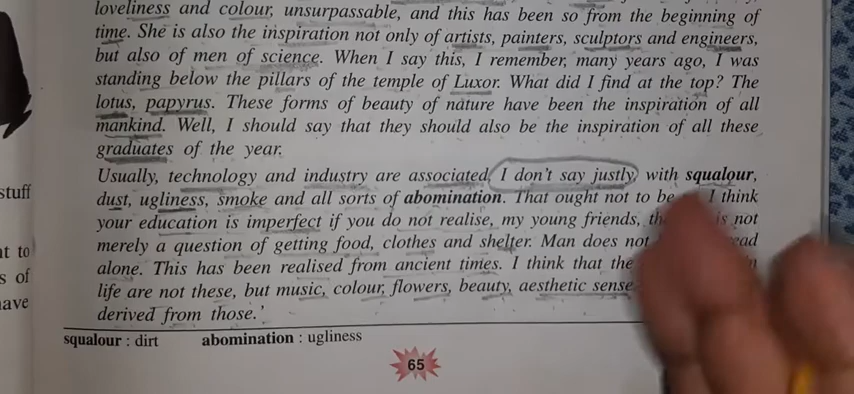 loveliness and colour, unsurpassable, and this has been so from the beginning of
time. She is also the inspiration not only of artists, painters, sculptors and engineers,
but also of men of science. When I say this, I remember, many years ago, I was
standing below the pillars of the temple of Luxor. What did I find at the top? The
lotus, papyrus. These forms of beauty of nature have been the inspiration of all
mankind. Well, I should say that they should also be the inspiration of all these
graduates of the year.
Usually, technology and industry are associated, I don't say justly, with squalour,
stuff
dust, ugliness, smoke and all sorts of abomination. That ought not to be I think
your education is imperfect if you do not realise, my young friends, is not
merely a question of getting food, clothes and shelter. Man does not
alone. This has been realised from ancient times. I think that the
s of
life are not these, but music, colour, flowers, beauty, aesthetic sense
derived from those.'
squalour : dirt abomination : ugliness
65